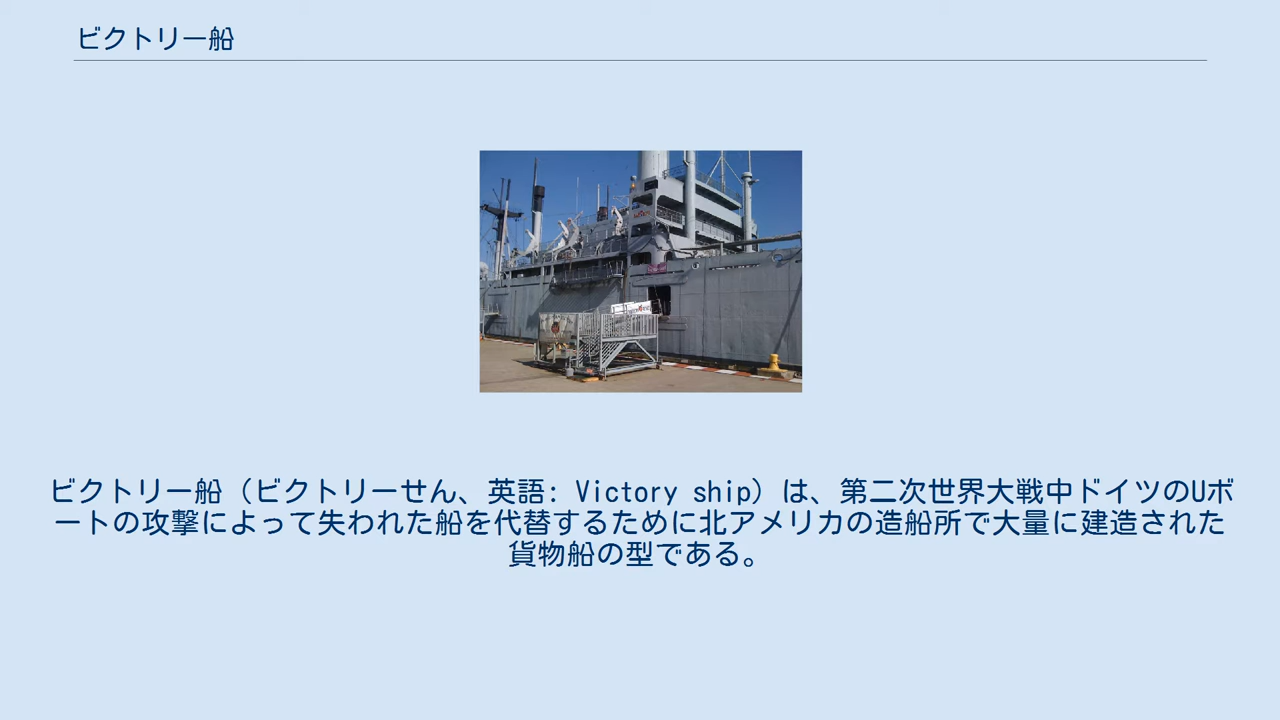 ビクトリー船
ビクトリー船（ビクトリーせん、英語: Victory ship）は、第二次世界大戦中ドイツのUボ
ートの攻撃によって失われた船を代替するために北アメリカの造船所で大量に建造された
貨物船の型である。